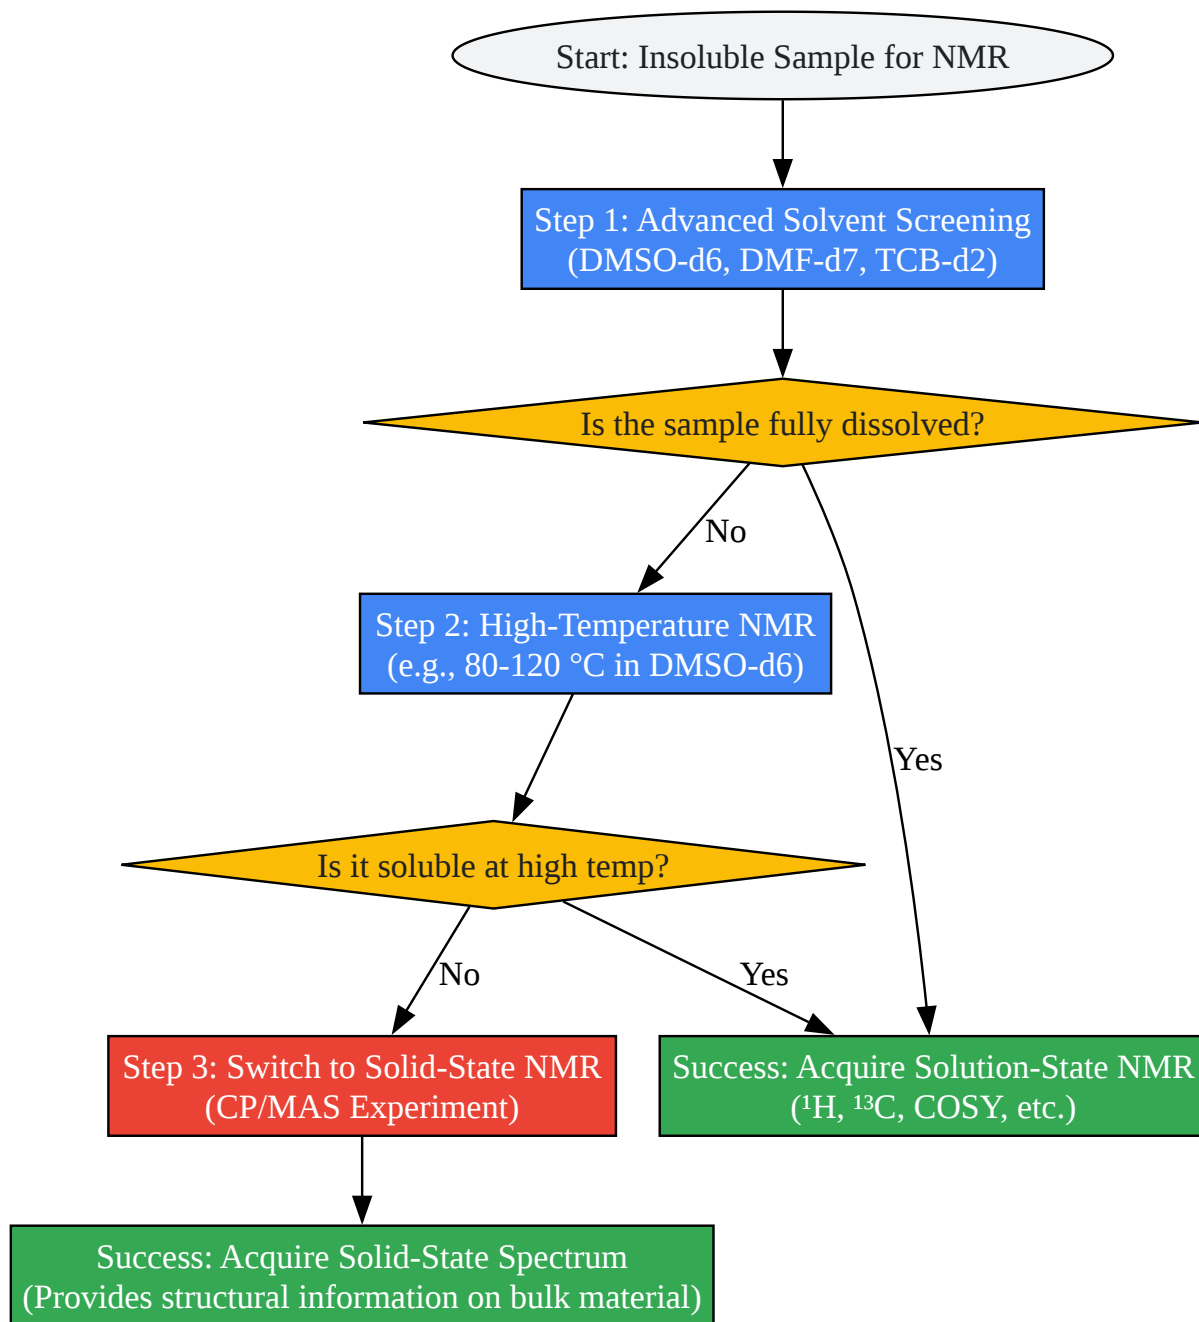 Start: Insoluble Sample for NMR
Step 1: Advanced Solvent Screening
(DMSO-d6, DMF-d7, TCB-d2)
Is the sample fully dissolved?
No
Step 2: High-Temperature NMR
(e.g., 80-120 °C in DMSO-d6)
Yes
Is it soluble at high temp?
No
Yes
Step 3: Switch to Solid-State NMR
(CP/MAS Experiment)
Success: Acquire Solution-State NMR
(¹H, ¹³C, COSY, etc.)
Success: Acquire Solid-State Spectrum
(Provides structural information on bulk material)